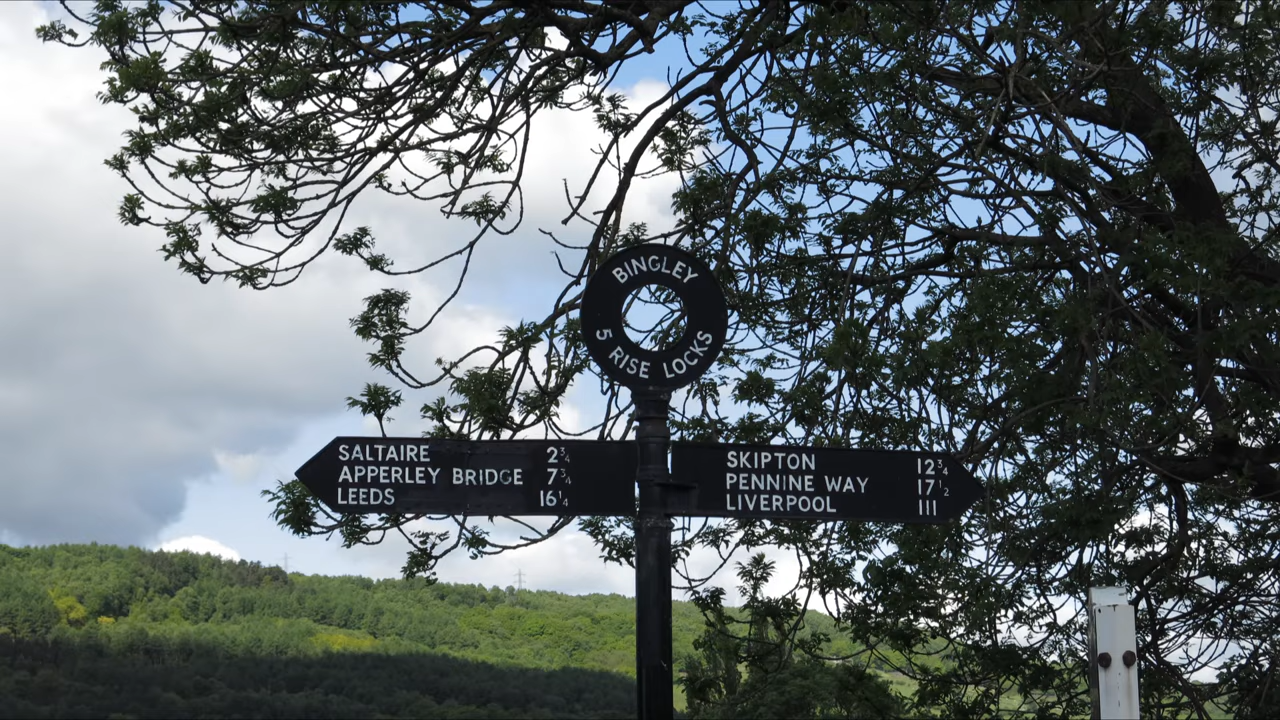 BINGLEY
5 RISE LOCKS
SALTAIRE 2¾
APPERLEY BRIDGE 7¾
LEEDS 16¼
SKIPTON 12¾
PENNINE WAY 17½
LIVERPOOL 111